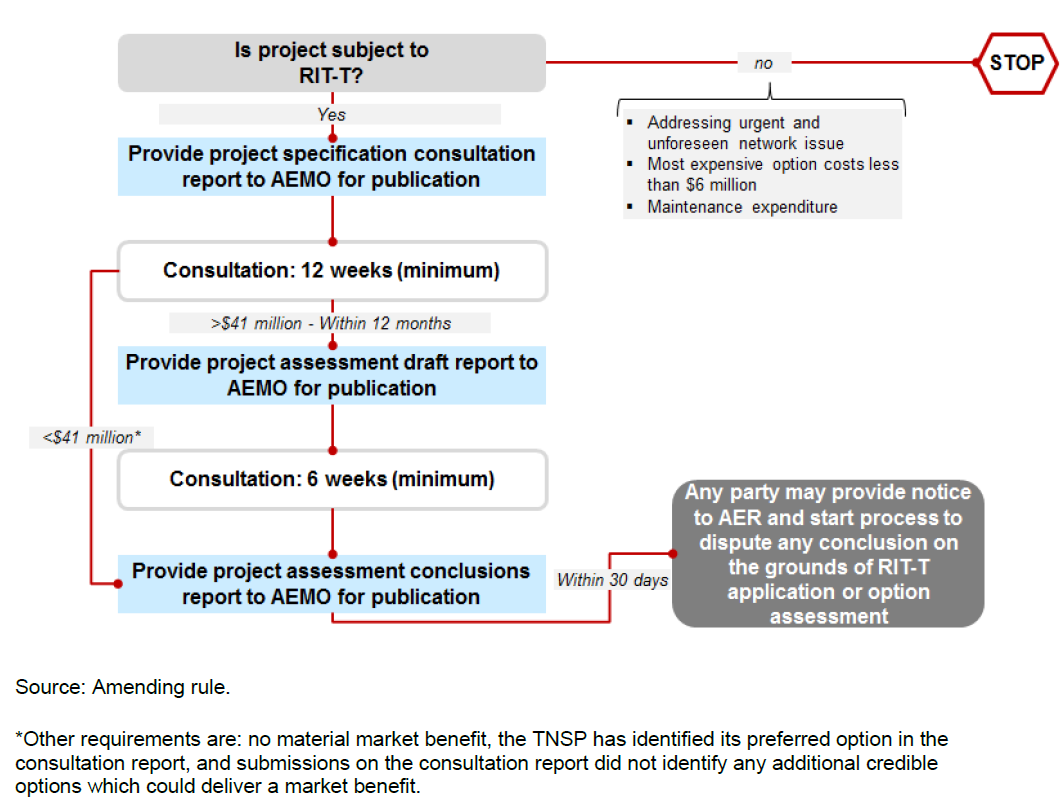 Is project subject to
RIT-T?
no
STOP
Yes
▪ Addressing urgent and
unforeseen network issue
▪ Most expensive option costs less
than $6 million
▪ Maintenance expenditure
Provide project specification consultation
report to AEMO for publication
Consultation: 12 weeks (minimum)
>$41 million - Within 12 months
Provide project assessment draft report to
AEMO for publication
<$41 million*
Consultation: 6 weeks (minimum)
Provide project assessment conclusions
report to AEMO for publication
Within 30 days
Any party may provide notice
to AER and start process to
dispute any conclusion on
the grounds of RIT-T
application or option
assessment
Source: Amending rule.
*Other requirements are: no material market benefit, the TNSP has identified its preferred option in the
consultation report, and submissions on the consultation report did not identify any additional credible
options which could deliver a market benefit.